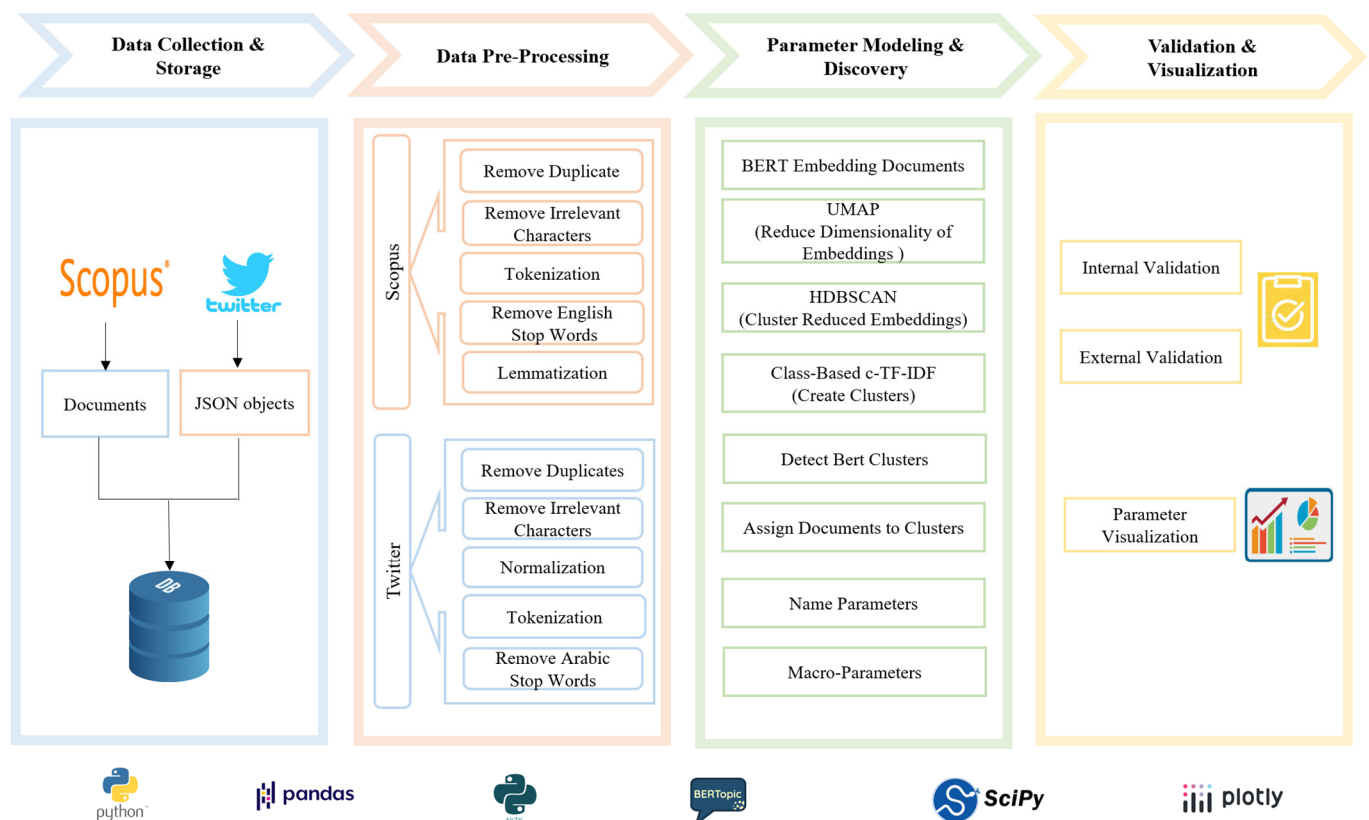 Data Collection &
Storage
Data Pre-Processing
Parameter Modeling &
Discovery
Validation &
Visualization
Scopus®
twitter
Documents
JSON objects
DB
Scopus
Remove Duplicate
Remove Irrelevant
Characters
Tokenization
Remove English
Stop Words
Lemmatization
Twitter
Remove Duplicates
Remove Irrelevant
Characters
Normalization
Tokenization
Remove Arabic
Stop Words
BERT Embedding Documents
UMAP
(Reduce Dimensionality of
Embeddings )
HDBSCAN
(Cluster Reduced Embeddings)
Class-Based c-TF-IDF
(Create Clusters)
Detect Bert Clusters
Assign Documents to Clusters
Name Parameters
Macro-Parameters
Internal Validation
External Validation
Parameter
Visualization
python™
pandas
NLTK
BERTopic
SciPy
plotly